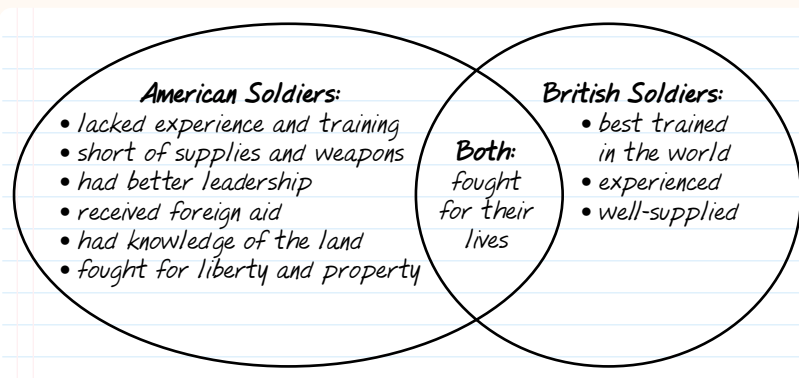 American Soldiers:
• lacked experience and training
• short of supplies and weapons
• had better leadership
• received foreign aid
• had knowledge of the land
• fought for liberty and property
Both:
fought
for their
lives
British Soldiers:
• best trained
in the world
• experienced
• well-supplied